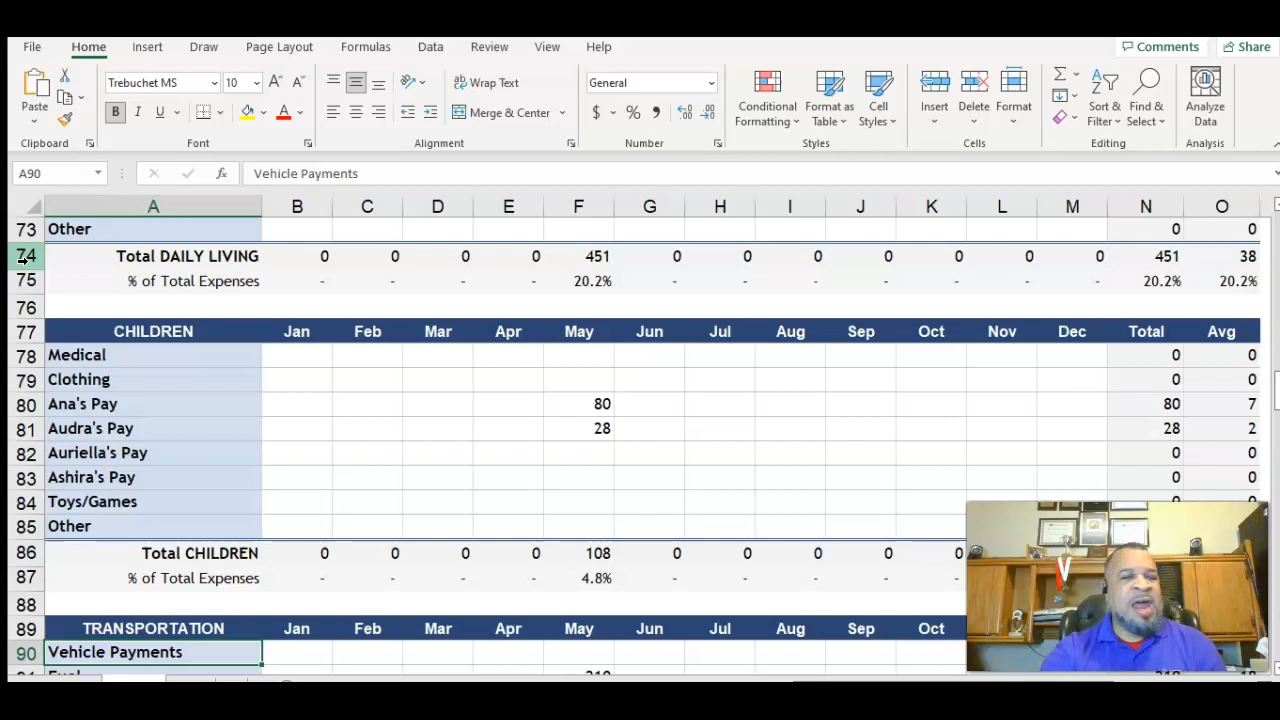 File Home Insert Draw Page Layout Formulas Data Review View Help Comments Share
Paste Trebuchet MS 10 Wrap Text General Conditional Formatting Format as Table Cell Styles Insert Delete Format Sort & Filter Find & Select Analyze Data
B I U A Merge & Center $ %
Clipboard Font Alignment Number Styles Cells Editing Analysis
A90 fx Vehicle Payments
A B C D E F G H I J K L M N O
73 Other 0 0
74 Total DAILY LIVING 0 0 0 0 451 0 0 0 0 0 0 0 451 38
75 % of Total Expenses - - - - 20.2% - - - - - - - 20.2% 20.2%
76
77 CHILDREN Jan Feb Mar Apr May Jun Jul Aug Sep Oct Nov Dec Total Avg
78 Medical 0 0
79 Clothing 0 0
80 Ana's Pay 80 80 7
81 Audra's Pay 28 28 2
82 Auriella's Pay 0 0
83 Ashira's Pay 0 0
84 Toys/Games 0 0
85 Other
86 Total CHILDREN 0 0 0 0 108 0 0 0 0 0
87 % of Total Expenses - - - - 4.8% - - - - -
88
89 TRANSPORTATION Jan Feb Mar Apr May Jun Jul Aug Sep Oct
90 Vehicle Payments